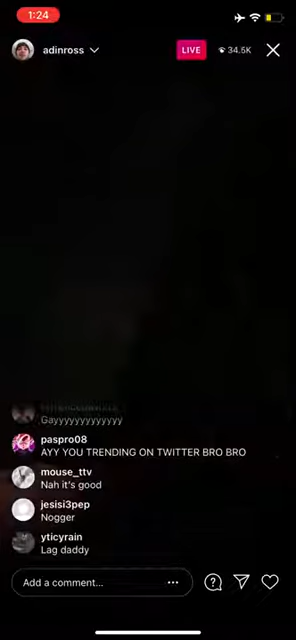 1:24
adinross
LIVE
34.5K
Gayyyyyyyyyyyyy
paspro08
AYY YOU TRENDING ON TWITTER BRO BRO
mouse_ttv
Nah it's good
jesisi3pep
Nogger
yticyrain
Lag daddy
Add a comment...